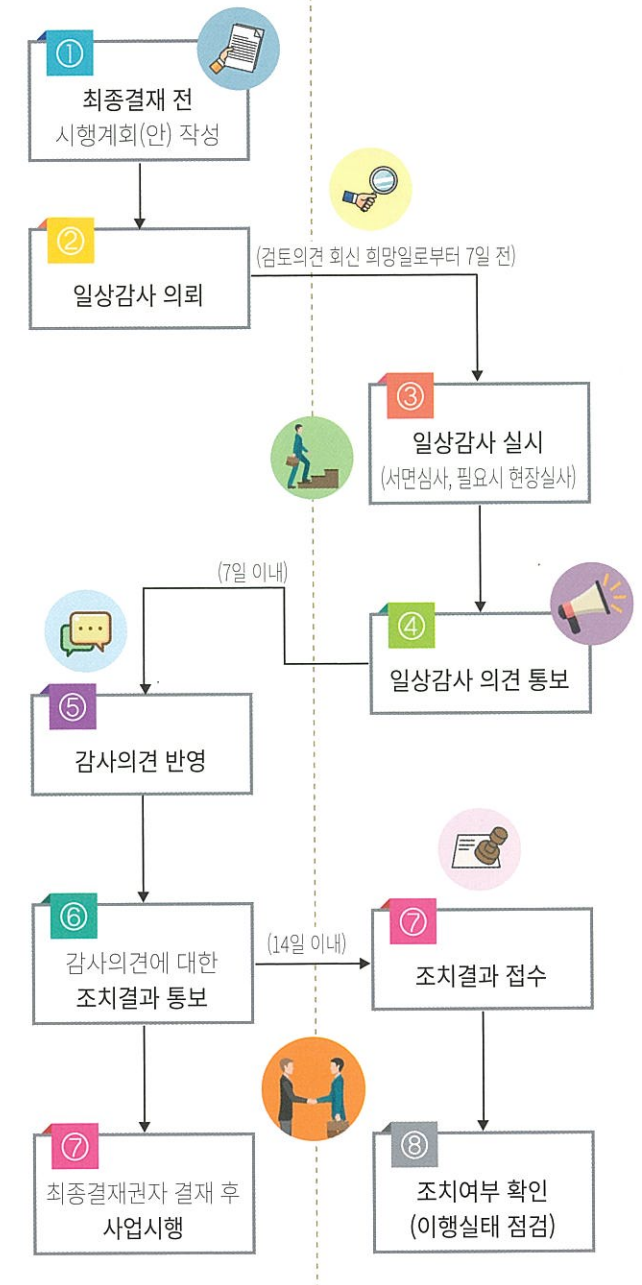 ①
최종결재 전
시행계회(안) 작성
②
일상감사 의뢰
(검토의견 회신 희망일로부터 7일 전)
③
일상감사 실시
(서면심사, 필요시 현장실사)
④
일상감사 의견 통보
(7일 이내)
⑤
감사의견 반영
⑥
감사의견에 대한
조치결과 통보
(14일 이내)
⑦
조치결과 접수
⑦
최종결재권자 결재 후
사업시행
⑧
조치여부 확인
(이행실태 점검)